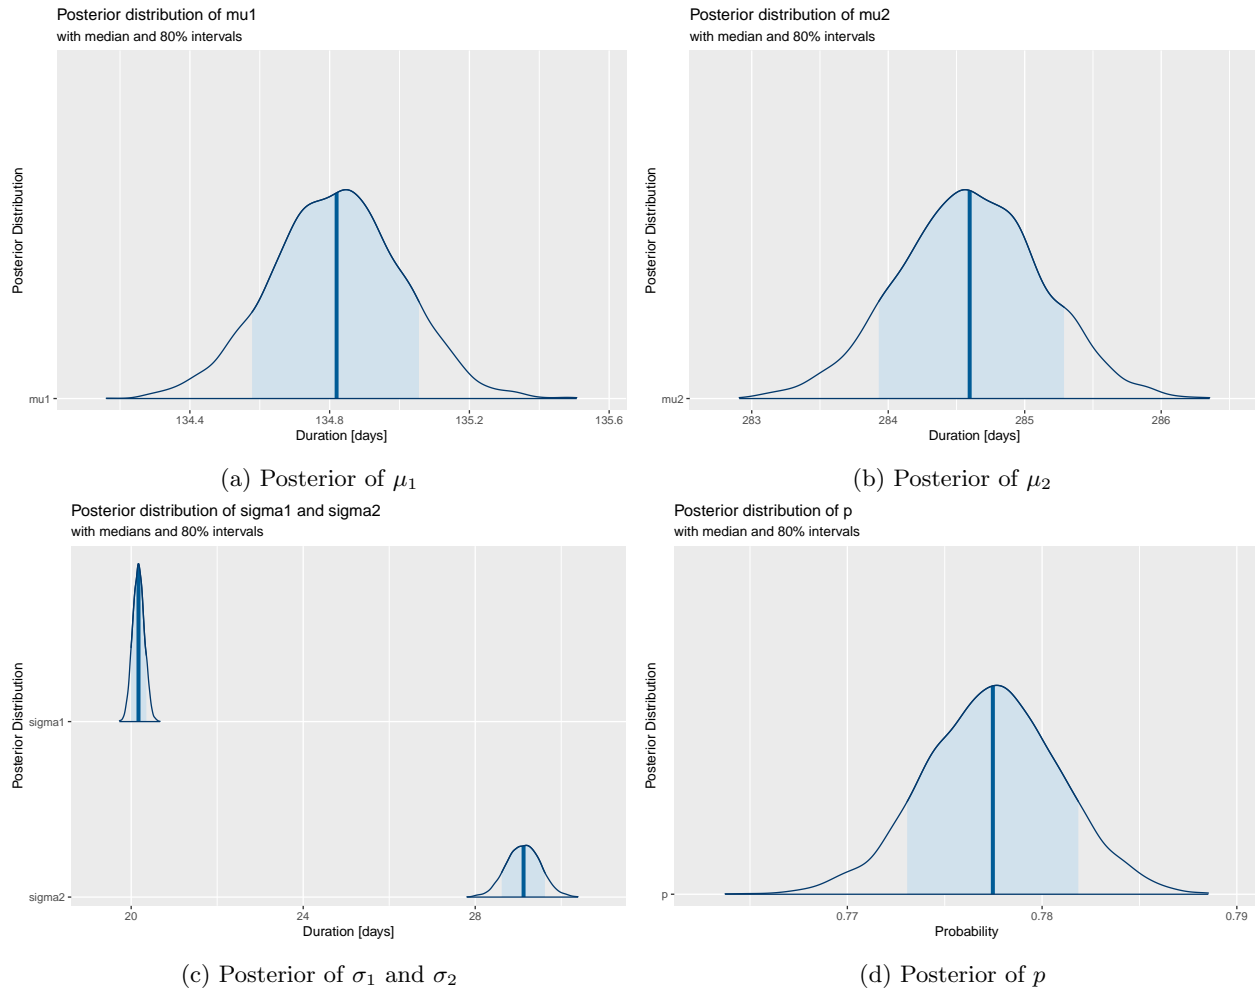 Posterior distribution of mu1
with median and 80% intervals
Posterior Distribution
mu1
134.4 134.8 135.2 135.6
Duration [days]
(a) Posterior of μ1
Posterior distribution of mu2
with median and 80% intervals
Posterior Distribution
mu2
283 284 285 286
Duration [days]
(b) Posterior of μ2
Posterior distribution of sigma1 and sigma2
with medians and 80% intervals
Posterior Distribution
sigma1
sigma2
20 24 28
Duration [days]
(c) Posterior of σ1 and σ2
Posterior distribution of p
with median and 80% intervals
Posterior Distribution
p
0.77 0.78 0.79
Probability
(d) Posterior of p